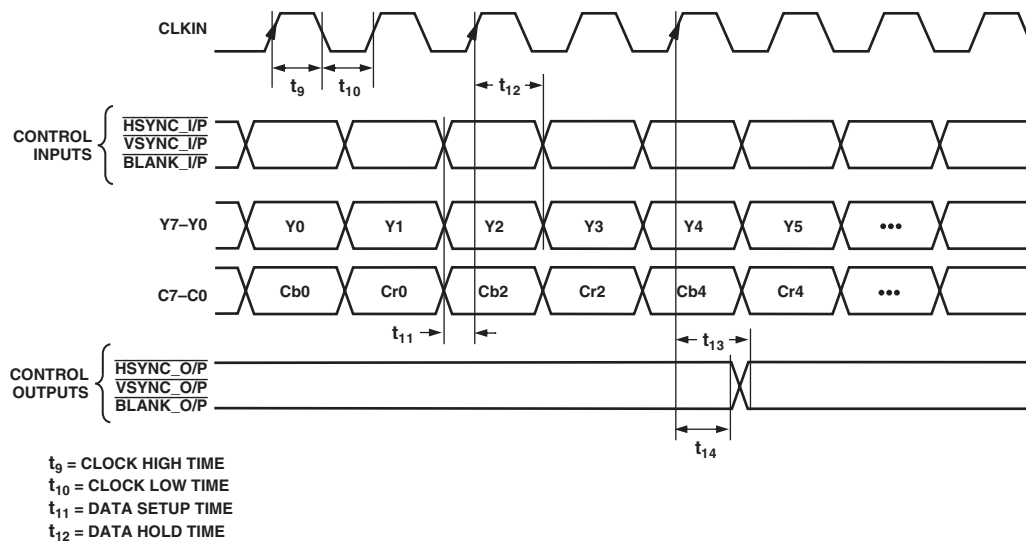 CLKIN
t9 t10 t12
CONTROL INPUTS
HSYNC_I/P
VSYNC_I/P
BLANK_I/P
Y7–Y0 Y0 Y1 Y2 Y3 Y4 Y5 •••
C7–C0 Cb0 Cr0 Cb2 Cr2 Cb4 Cr4 •••
t11 t13
CONTROL OUTPUTS
HSYNC_O/P
VSYNC_O/P
BLANK_O/P
t14
t9 = CLOCK HIGH TIME
t10 = CLOCK LOW TIME
t11 = DATA SETUP TIME
t12 = DATA HOLD TIME